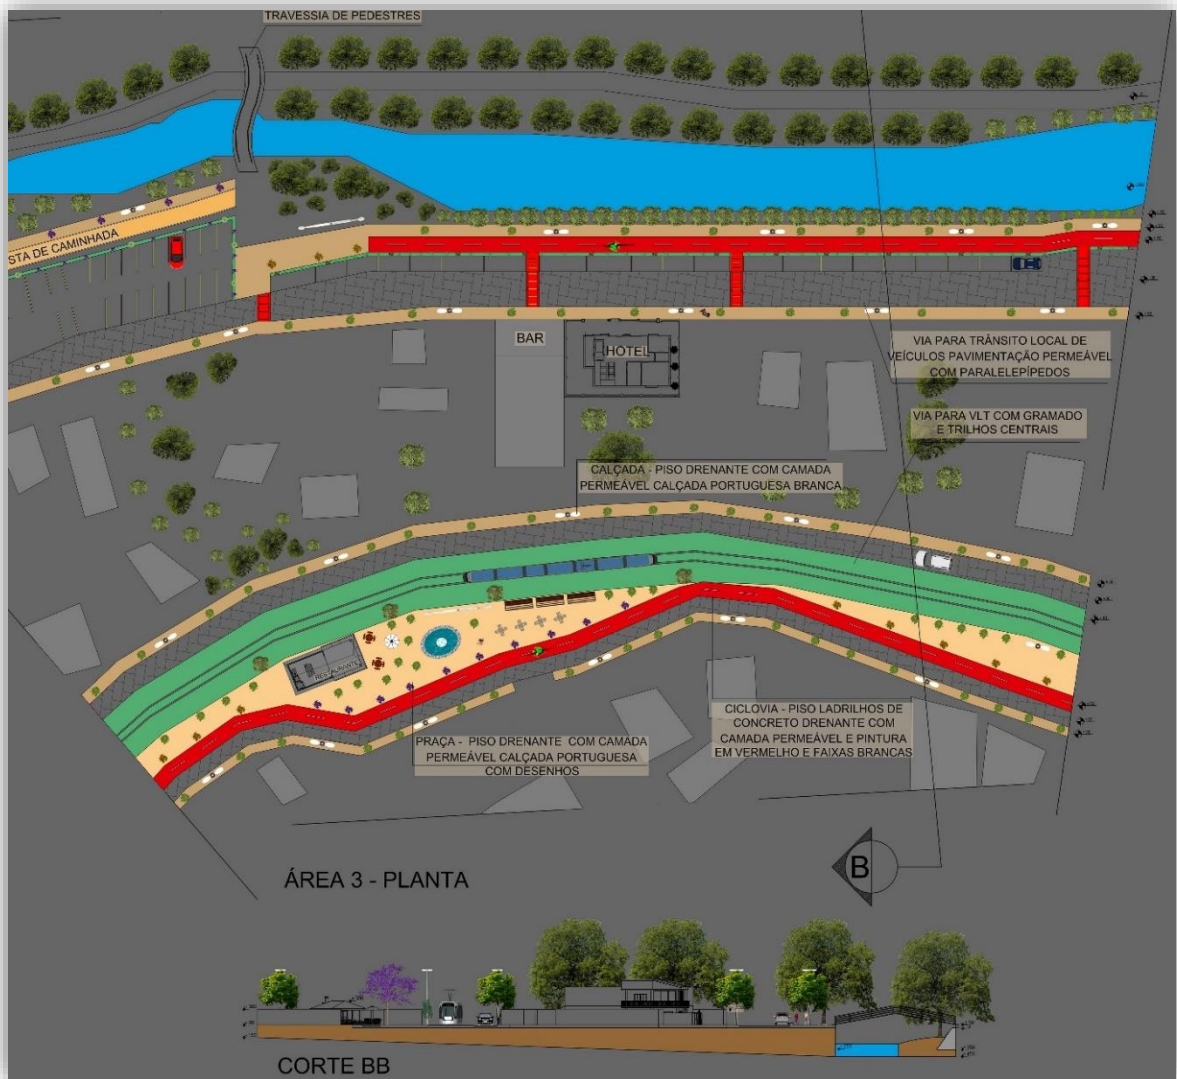 TRAVESSIA DE PEDESTRES
STA DE CAMINHADA
BAR
HOTEL
VIA PARA TRÂNSITO LOCAL DE
VEÍCULOS PAVIMENTAÇÃO PERMEÁVEL
COM PARALELEPÍPEDOS
VIA PARA VLT COM GRAMADO
E TRILHOS CENTRAIS
CALÇADA - PISO DRENANTE COM CAMADA
PERMEÁVEL CALÇADA PORTUGUESA BRANCA
RESTAURANTE
PRAÇA - PISO DRENANTE COM CAMADA
PERMEÁVEL CALÇADA PORTUGUESA
COM DESENHOS
CICLOVIA - PISO LADRILHOS DE
CONCRETO DRENANTE COM
CAMADA PERMEÁVEL E PINTURA
EM VERMELHO E FAIXAS BRANCAS
B
ÁREA 3 - PLANTA
CORTE BB